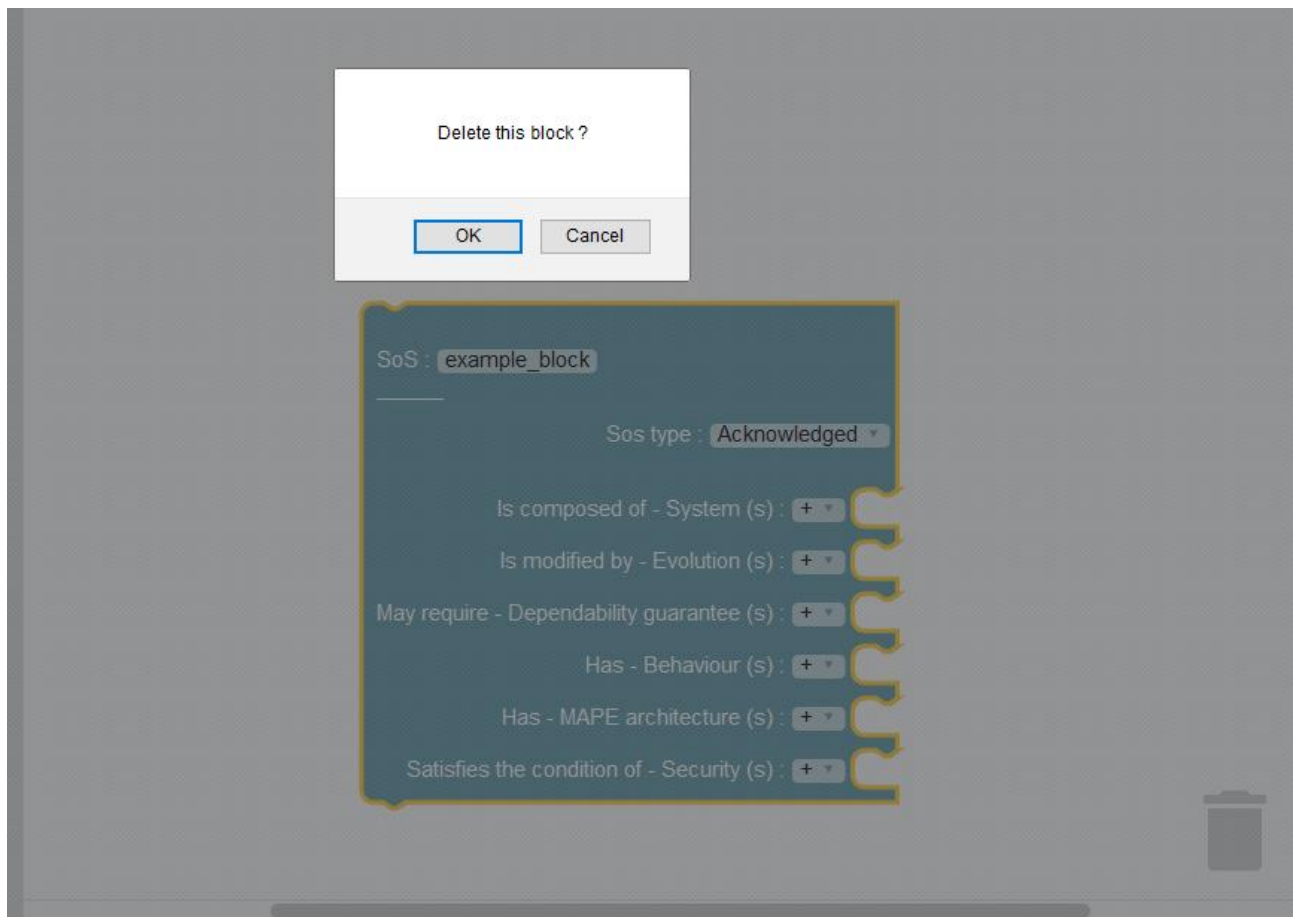 Delete this block ?
OK Cancel
SoS : example_block
Sos type : Acknowledged
Is composed of - System (s) : +
Is modified by - Evolution (s) : +
May require - Dependability guarantee (s) : +
Has - Behaviour (s) : +
Has - MAPE architecture (s) : +
Satisfies the condition of - Security (s) : +